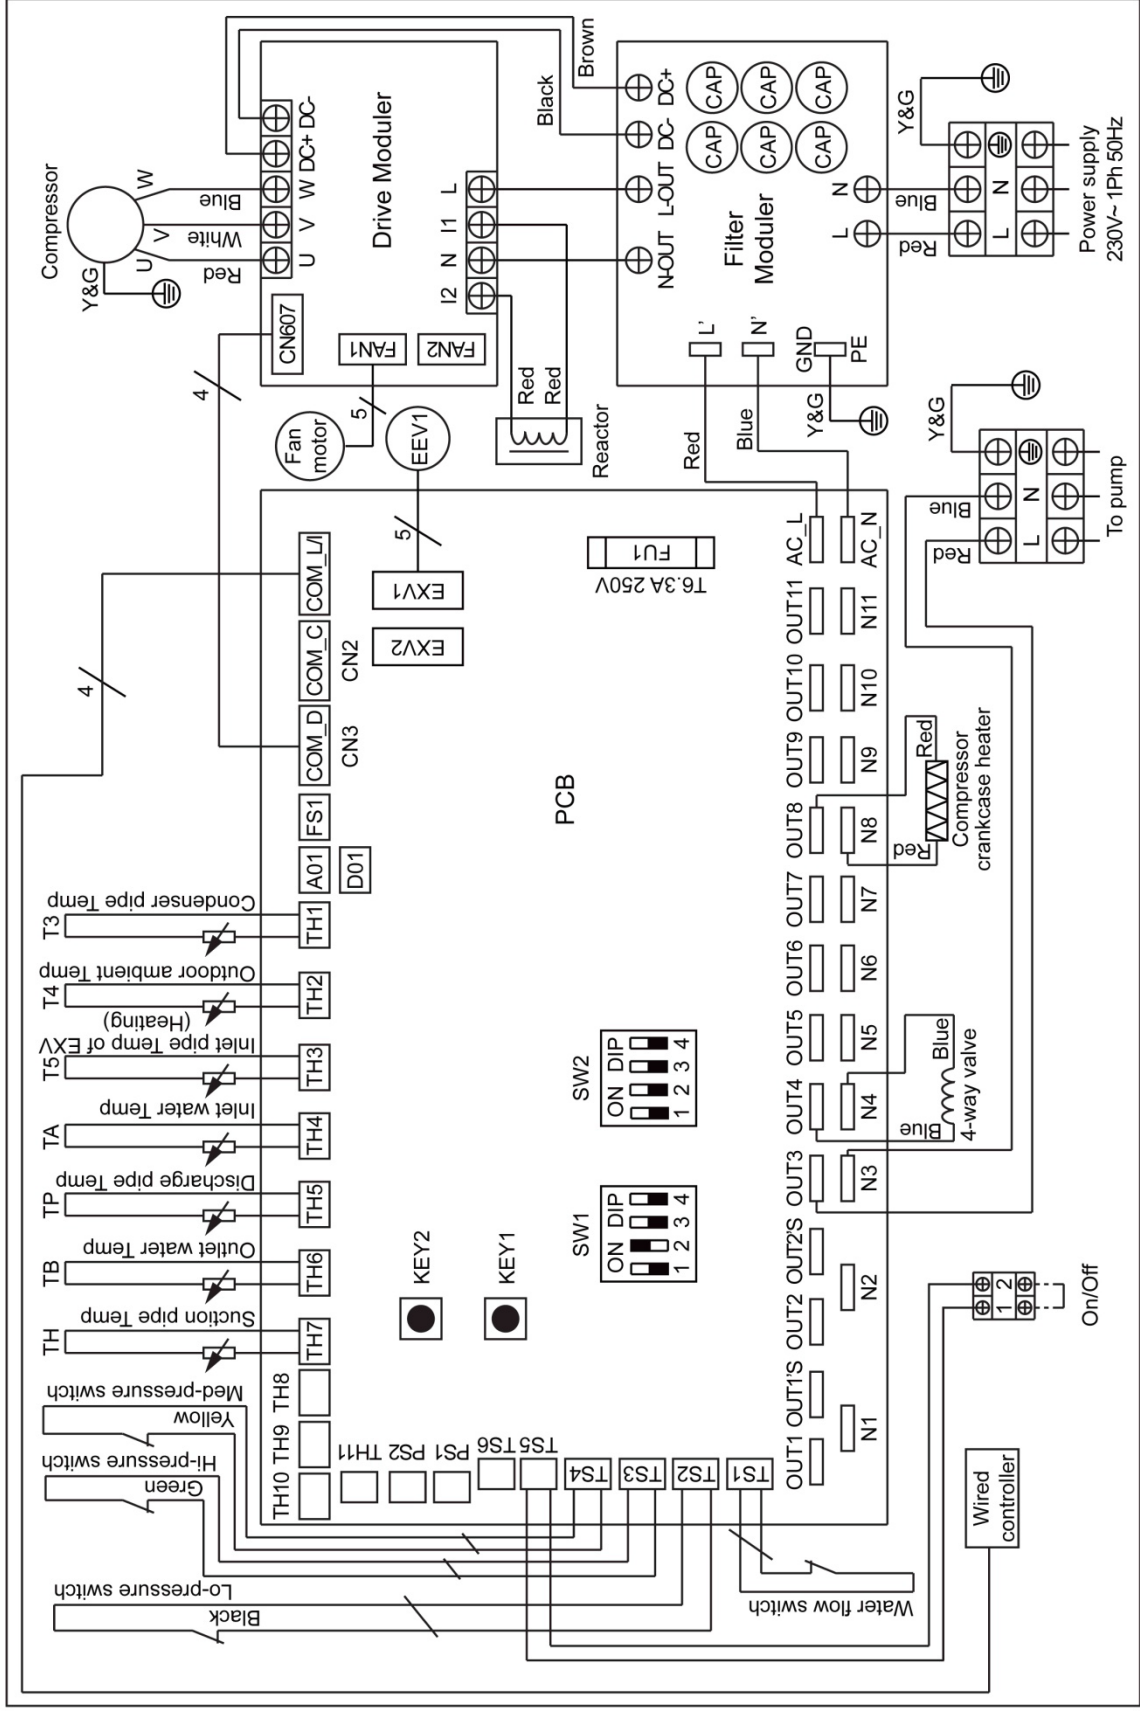 Compressor
Y&G
U
V
W
Red
White
Blue
U
V
W
DC+
DC-
CN607
Drive Moduler
FAN1
FAN2
I2
N
I1
L
4
5
Fan
motor
5
EEV1
Red
Red
Reactor
Black
Brown
N-OUT
L-OUT
DC-
DC+
CAP
CAP
CAP
CAP
CAP
CAP
Filter
Moduler
L'
N'
GND
PE
L
N
Red
Blue
Y&G
Red
Blue
Y&G
L
N
Power supply
230V~ 1Ph 50Hz
Y&G
Red
Blue
L
N
To pump
4
T3
Condenser pipe Temp
T4
Outdoor ambient Temp
T5
Inlet pipe Temp of EXV
(Heating)
TA
Inlet water Temp
TP
Discharge pipe Temp
TB
Outlet water Temp
TH
Suction pipe Temp
Med-pressure switch
Yellow
Hi-pressure switch
Green
Lo-pressure switch
Black
TH10
TH9
TH8
TH7
TH6
TH5
TH4
TH3
TH2
TH1
A01
D01
FS1
COM_D
COM_C
COM_L/I
CN3
CN2
EXV2
EXV1
FU1
T6.3A 250V
PCB
TH11
PS2
PS1
TS6
TS5
TS4
TS3
TS2
TS1
KEY2
KEY1
SW1
ON DIP
1 2 3 4
SW2
ON DIP
1 2 3 4
OUT1
OUT1'S
OUT2
OUT2'S
OUT3
OUT4
OUT5
OUT6
OUT7
OUT8
OUT9
OUT10
OUT11
AC_L
N1
N2
N3
N4
N5
N6
N7
N8
N9
N10
N11
AC_N
Blue
Blue
4-way valve
Red
Red
Compressor
crankcase heater
Water flow switch
Wired
controller
1
2
On/Off